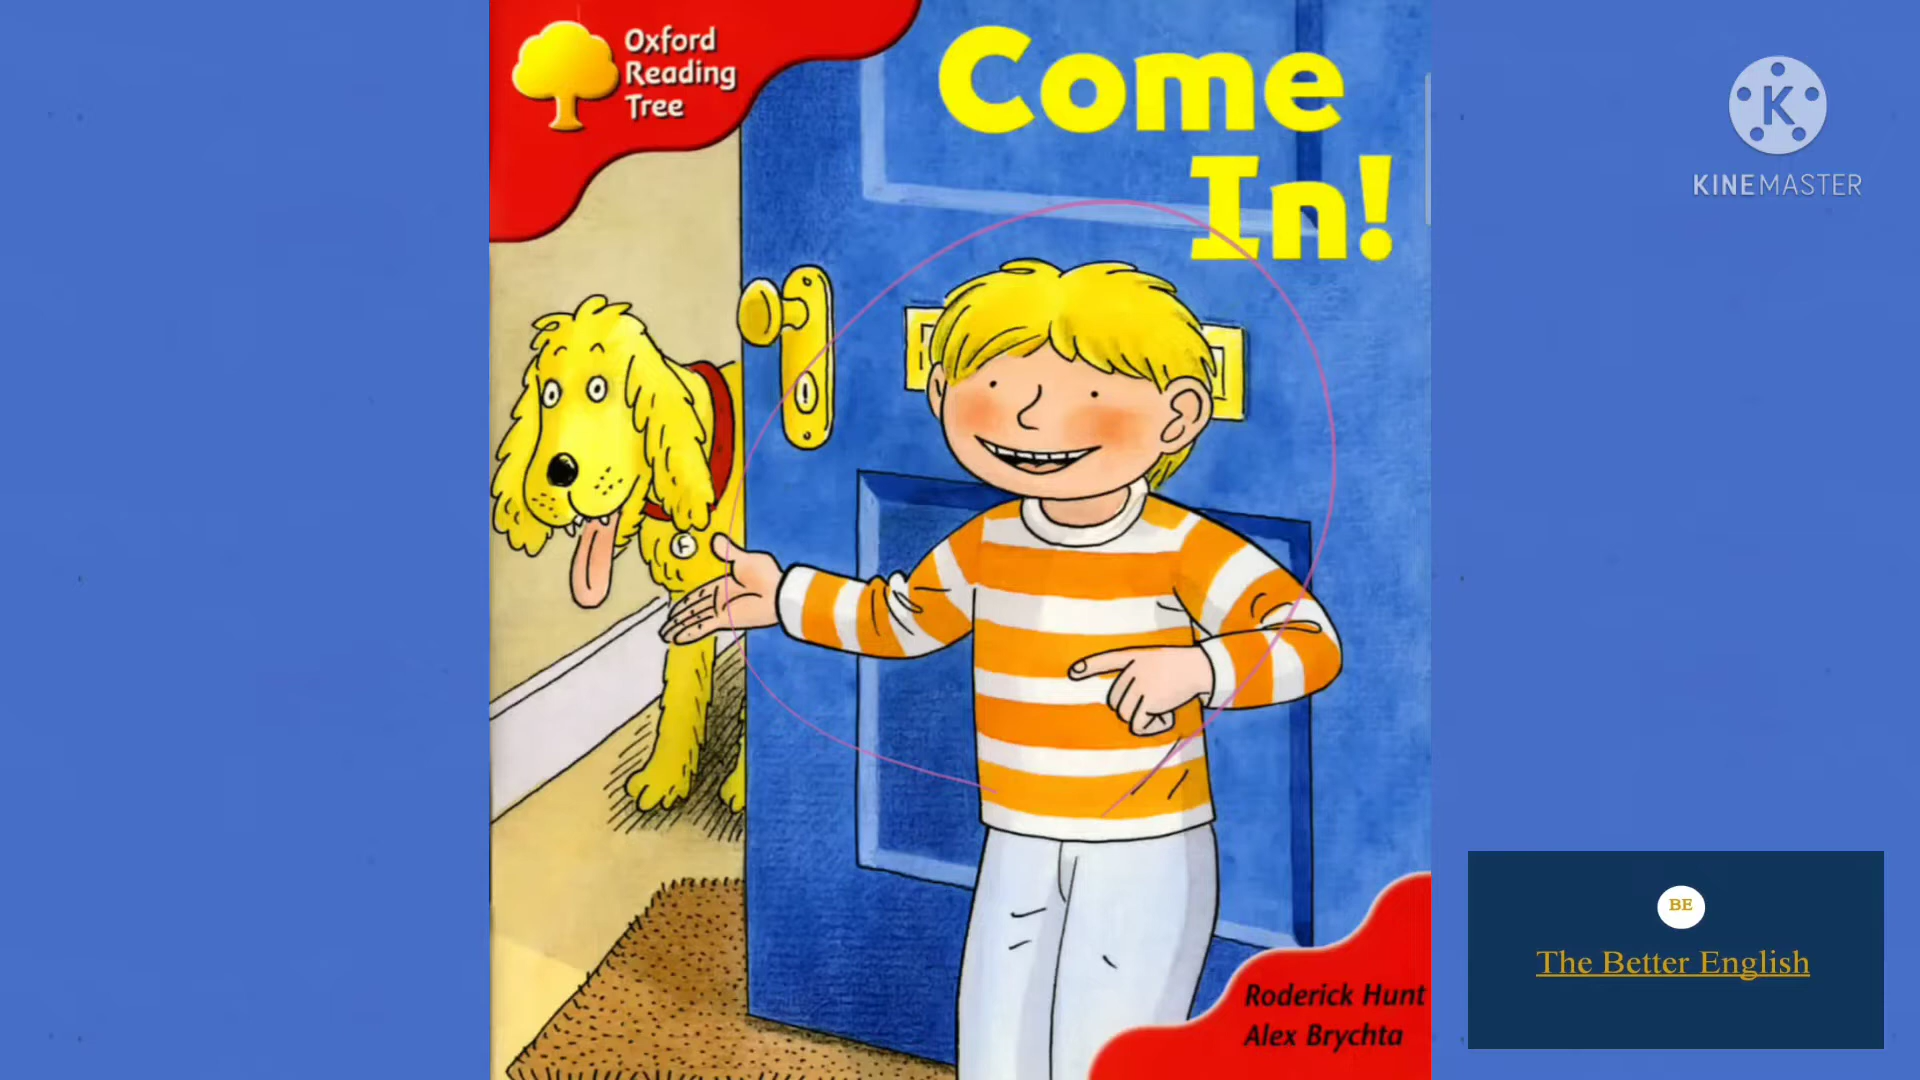 Oxford
Reading
Tree
Come
In!
KINEMASTER
F
Roderick Hunt
Alex Brychta
BE
The Better English